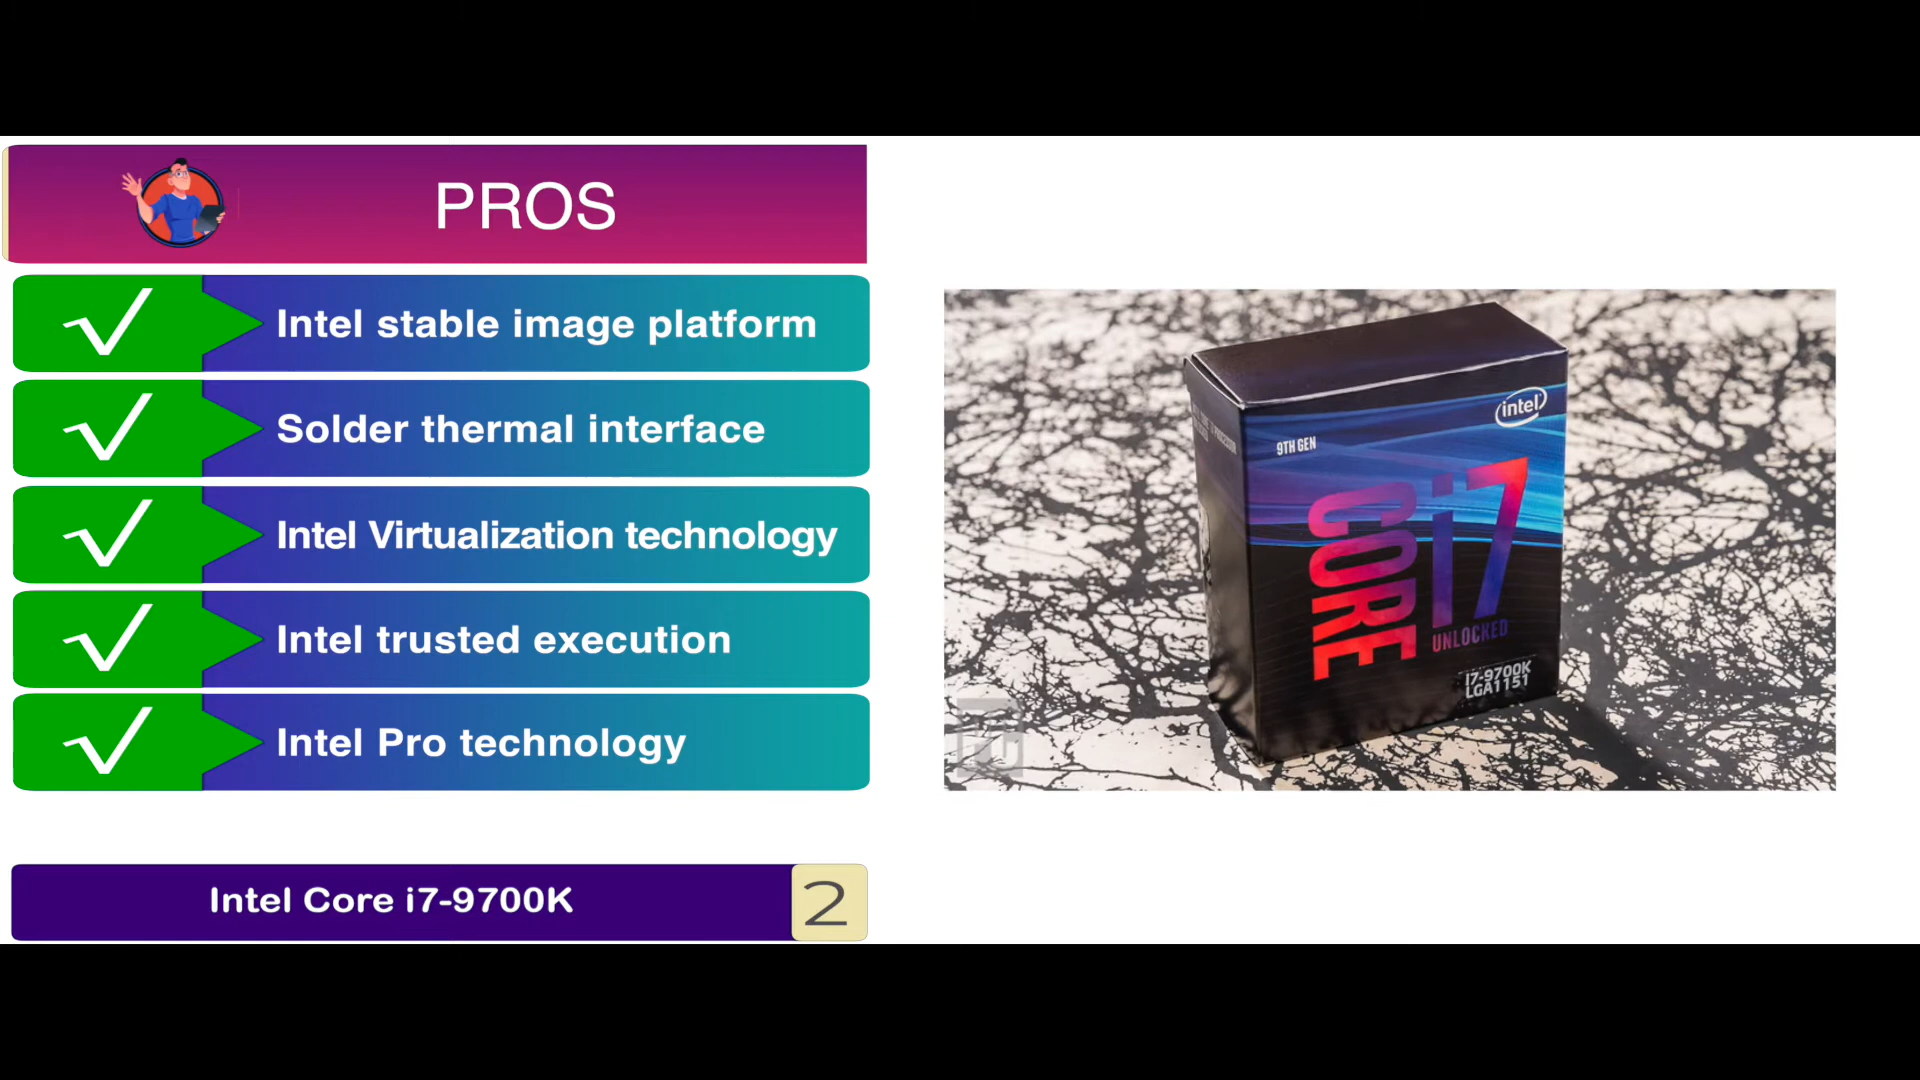 PROS
Intel stable image platform
Solder thermal interface
Intel Virtualization technology
Intel trusted execution
Intel Pro technology
Intel Core i7-9700K
2
intel
9TH GEN
CORE i7
UNLOCKED
i7-9700K
LGA1151